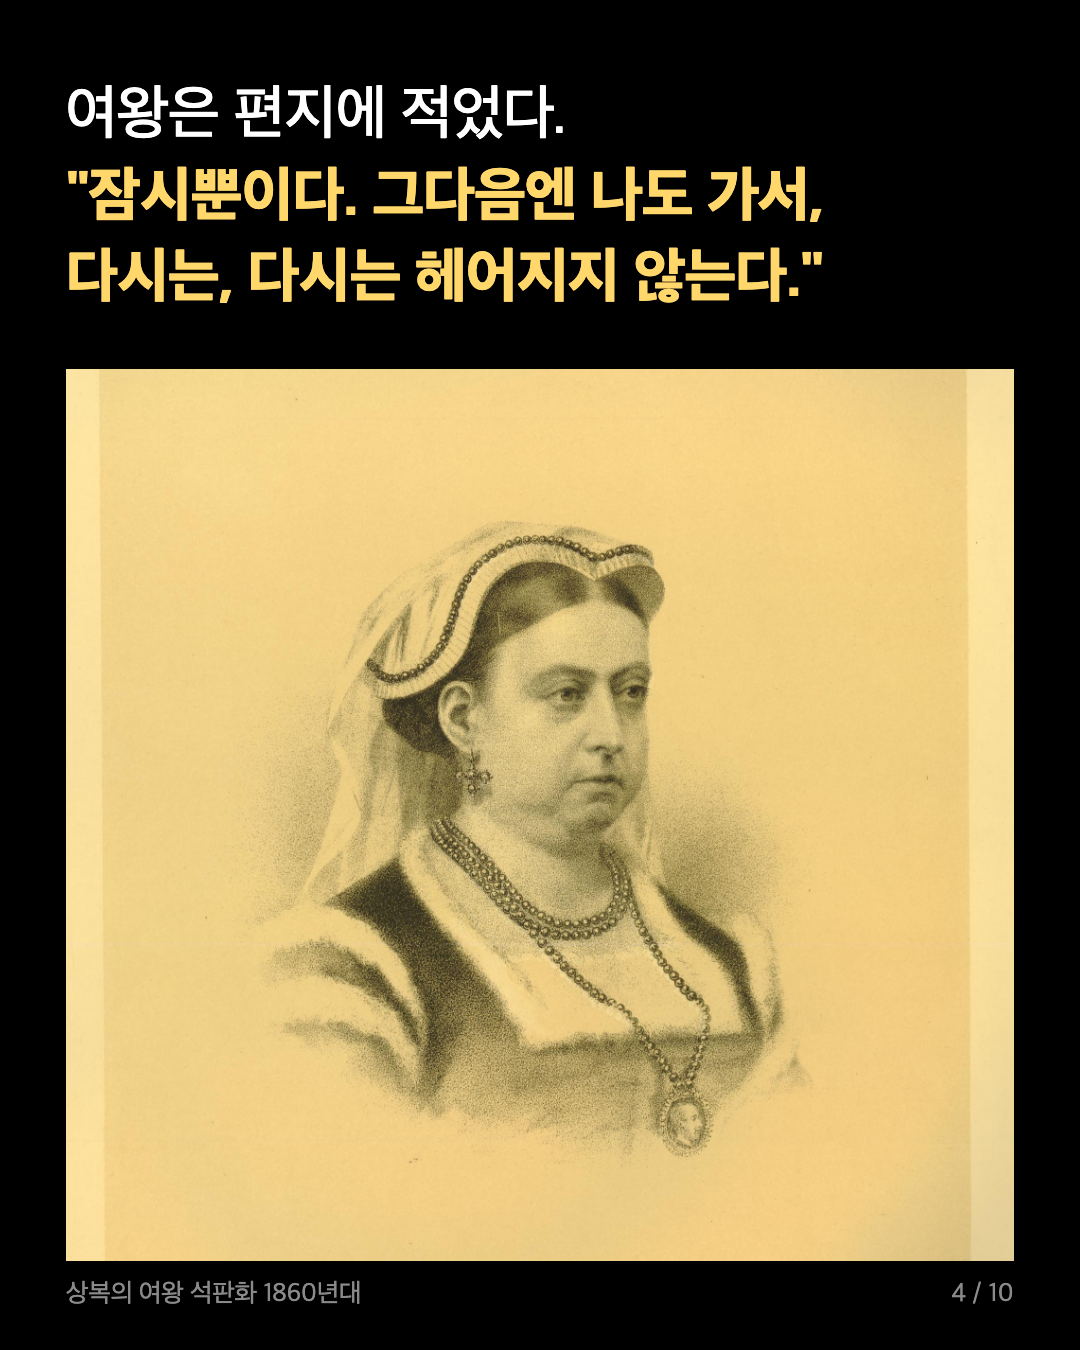 여왕은 편지에 적었다.
"잠시뿐이다. 그다음엔 나도 가서,
다시는, 다시는 헤어지지 않는다."
상복의 여왕 석판화 1860년대
4 / 10